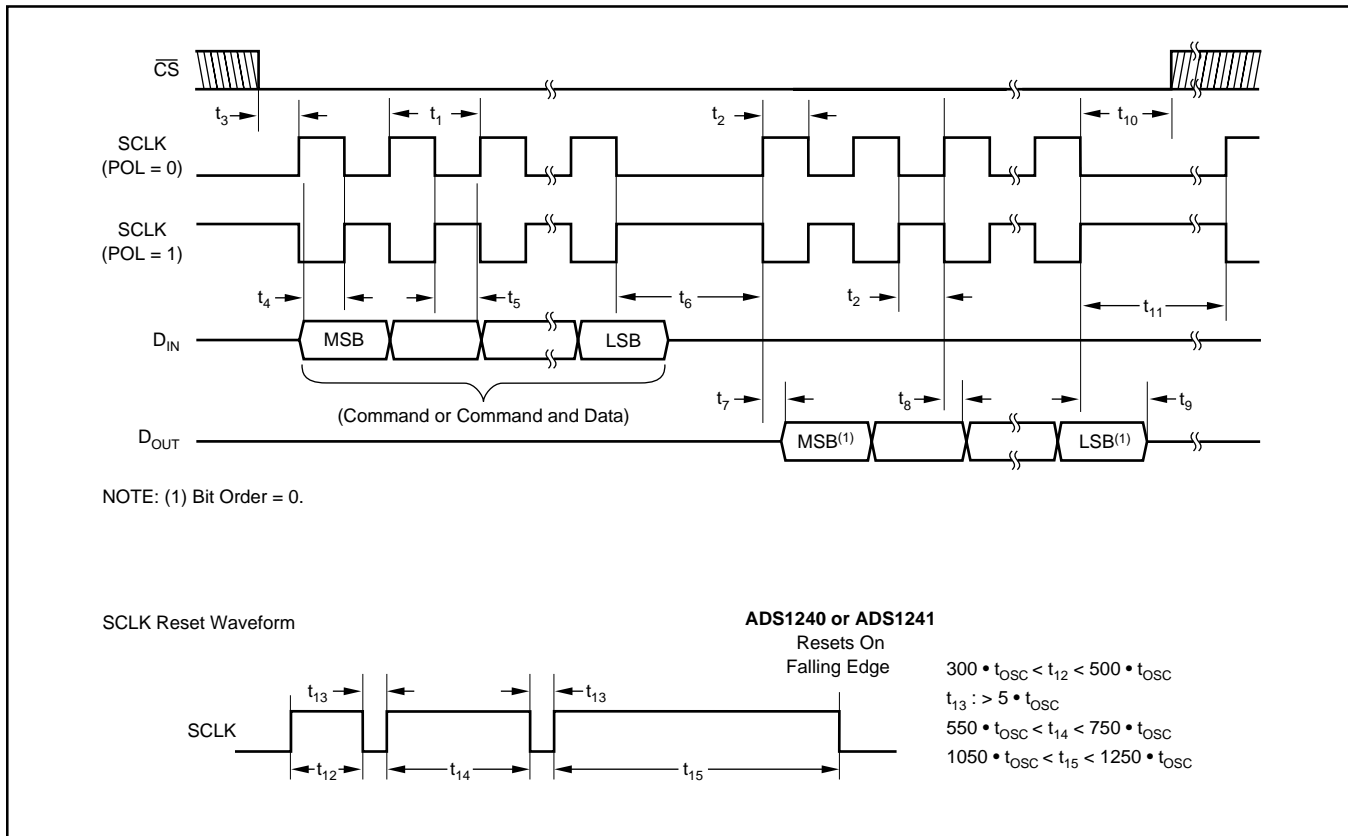 CS
t3
t1
t2
t10
SCLK
(POL = 0)
SCLK
(POL = 1)
t4
t5
t6
t2
t11
DIN
MSB
LSB
(Command or Command and Data)
t7
t8
t9
DOUT
MSB(1)
LSB(1)
NOTE: (1) Bit Order = 0.
SCLK Reset Waveform
ADS1240 or ADS1241
Resets On
Falling Edge
300 • tOSC < t12 < 500 • tOSC
t13 : > 5 • tOSC
550 • tOSC < t14 < 750 • tOSC
1050 • tOSC < t15 < 1250 • tOSC
t13
t13
SCLK
t12
t14
t15